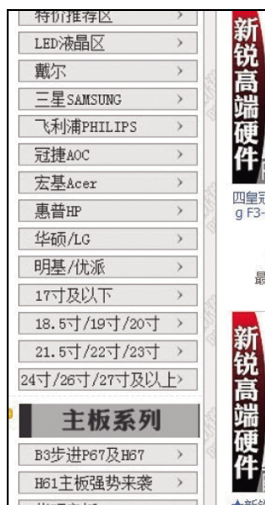 特价推荐区
LED液晶区
戴尔
三星SAMSUNG
飞利浦PHILIPS
冠捷AOC
宏基Acer
惠普HP
华硕/LG
明基/优派
17寸及以下
18.5寸/19寸/20寸
21.5寸/22寸/23寸
24寸/26寸/27寸及以上
主板系列
B3步进P67及H67
H61主板强势来袭
新锐高端硬件
四皇冠
g F3-
最
新锐高端硬件